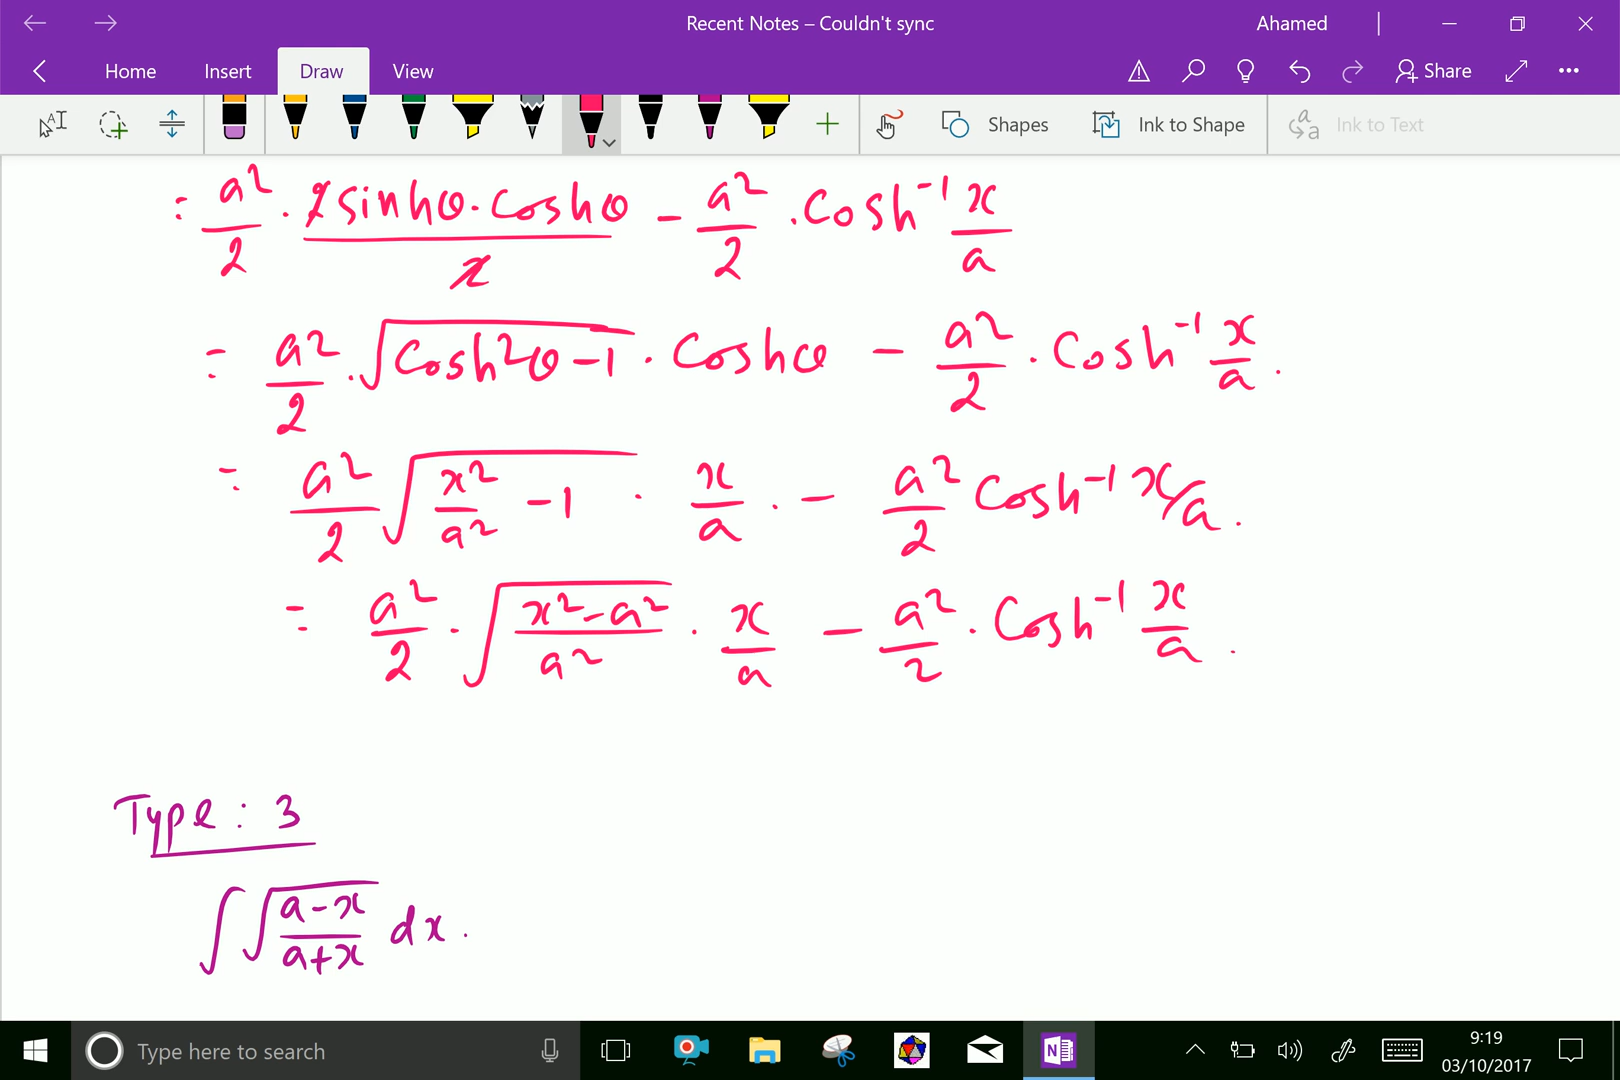 Recent Notes – Couldn't sync
Ahamed
Home Insert Draw View
Share
Shapes Ink to Shape Ink to Text
= a²/2 · 2 sinhθ · coshθ / 2 − a²/2 · Cosh⁻¹ x/a
= a²/2 · √(Cosh²θ − 1) · Coshθ − a²/2 · Cosh⁻¹ x/a .
= a²/2 √(x²/a² − 1) · x/a · − a²/2 Cosh⁻¹ x/a .
= a²/2 · √((x² − a²)/a²) · x/a − a²/2 · Cosh⁻¹ x/a .
Type : 3
∫ √((a − x)/(a + x)) dx .
Type here to search
9:19
03/10/2017